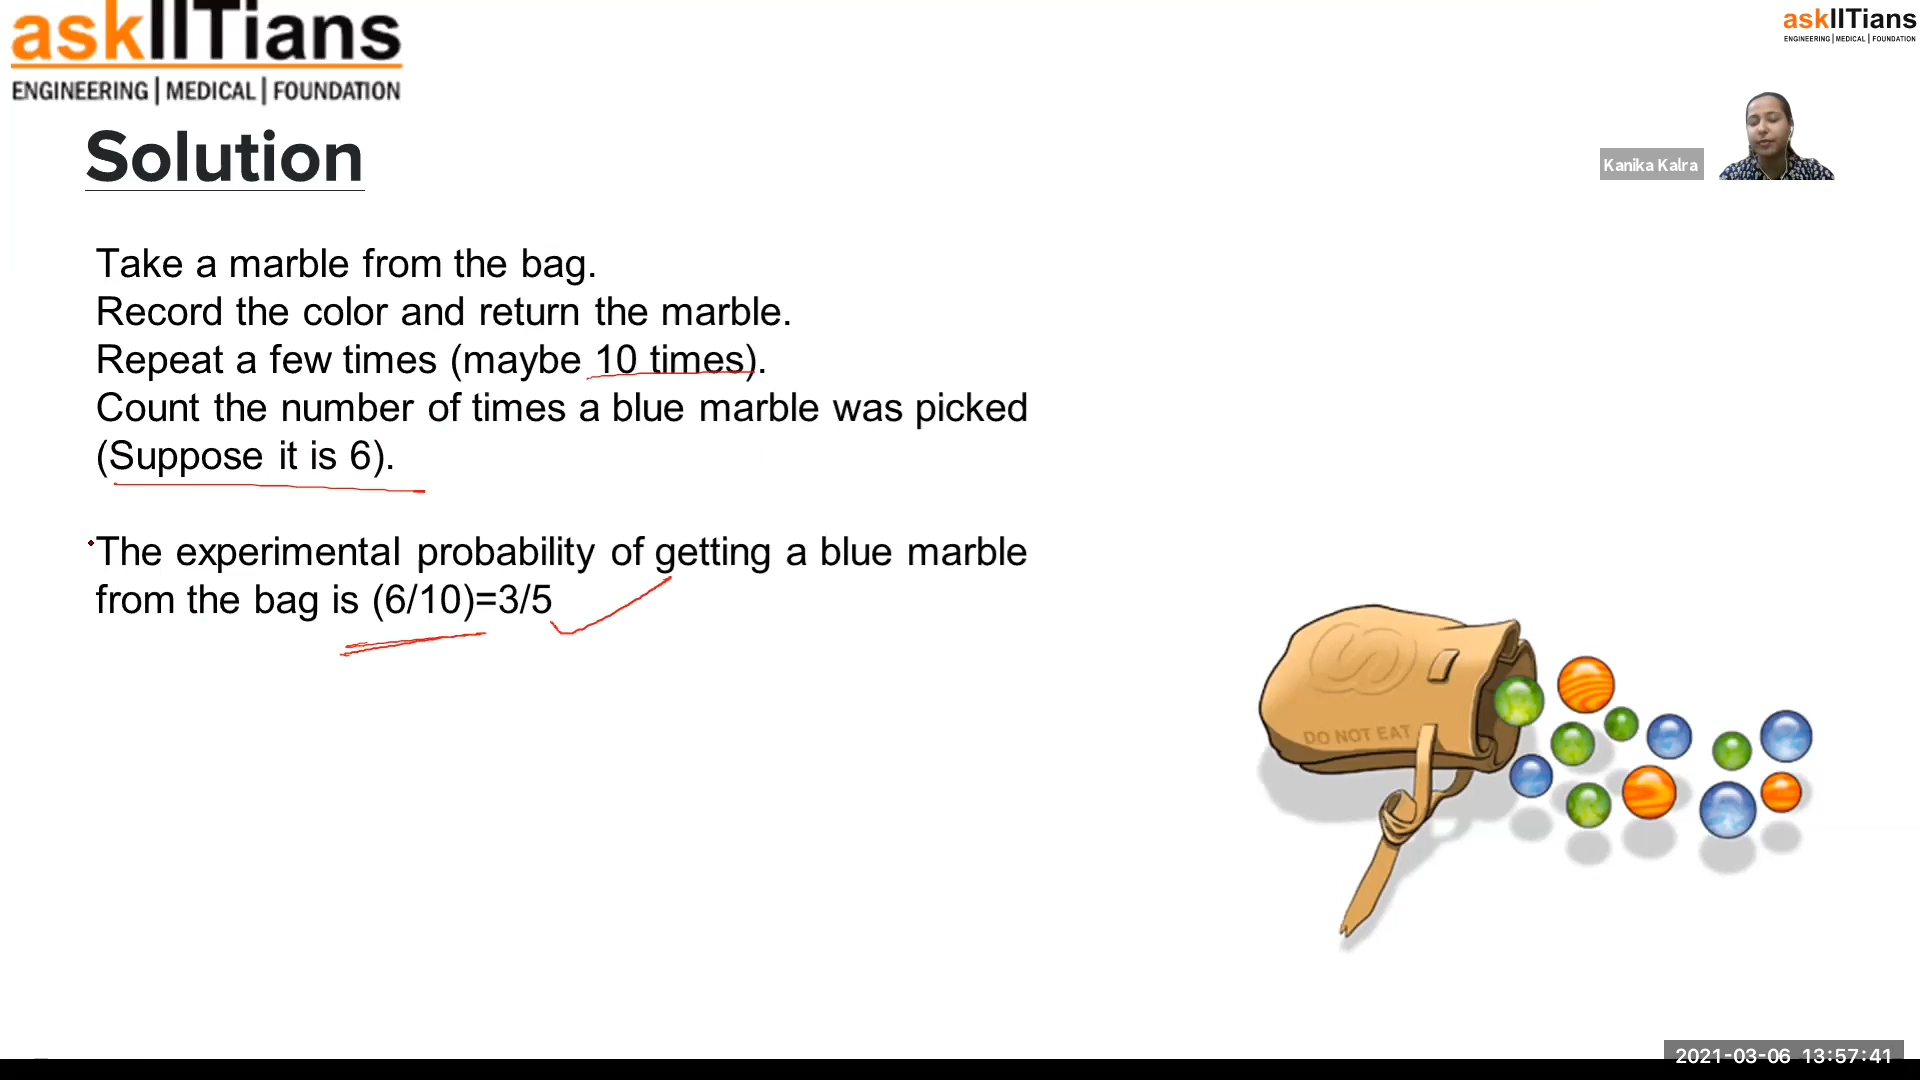 askIITians
ENGINEERING | MEDICAL | FOUNDATION
askIITians
ENGINEERING | MEDICAL | FOUNDATION
Kanika Kalra
Solution
Take a marble from the bag.
Record the color and return the marble.
Repeat a few times (maybe 10 times).
Count the number of times a blue marble was picked
(Suppose it is 6).
The experimental probability of getting a blue marble
from the bag is (6/10)=3/5
DO NOT EAT
2021-03-06 13:57:41